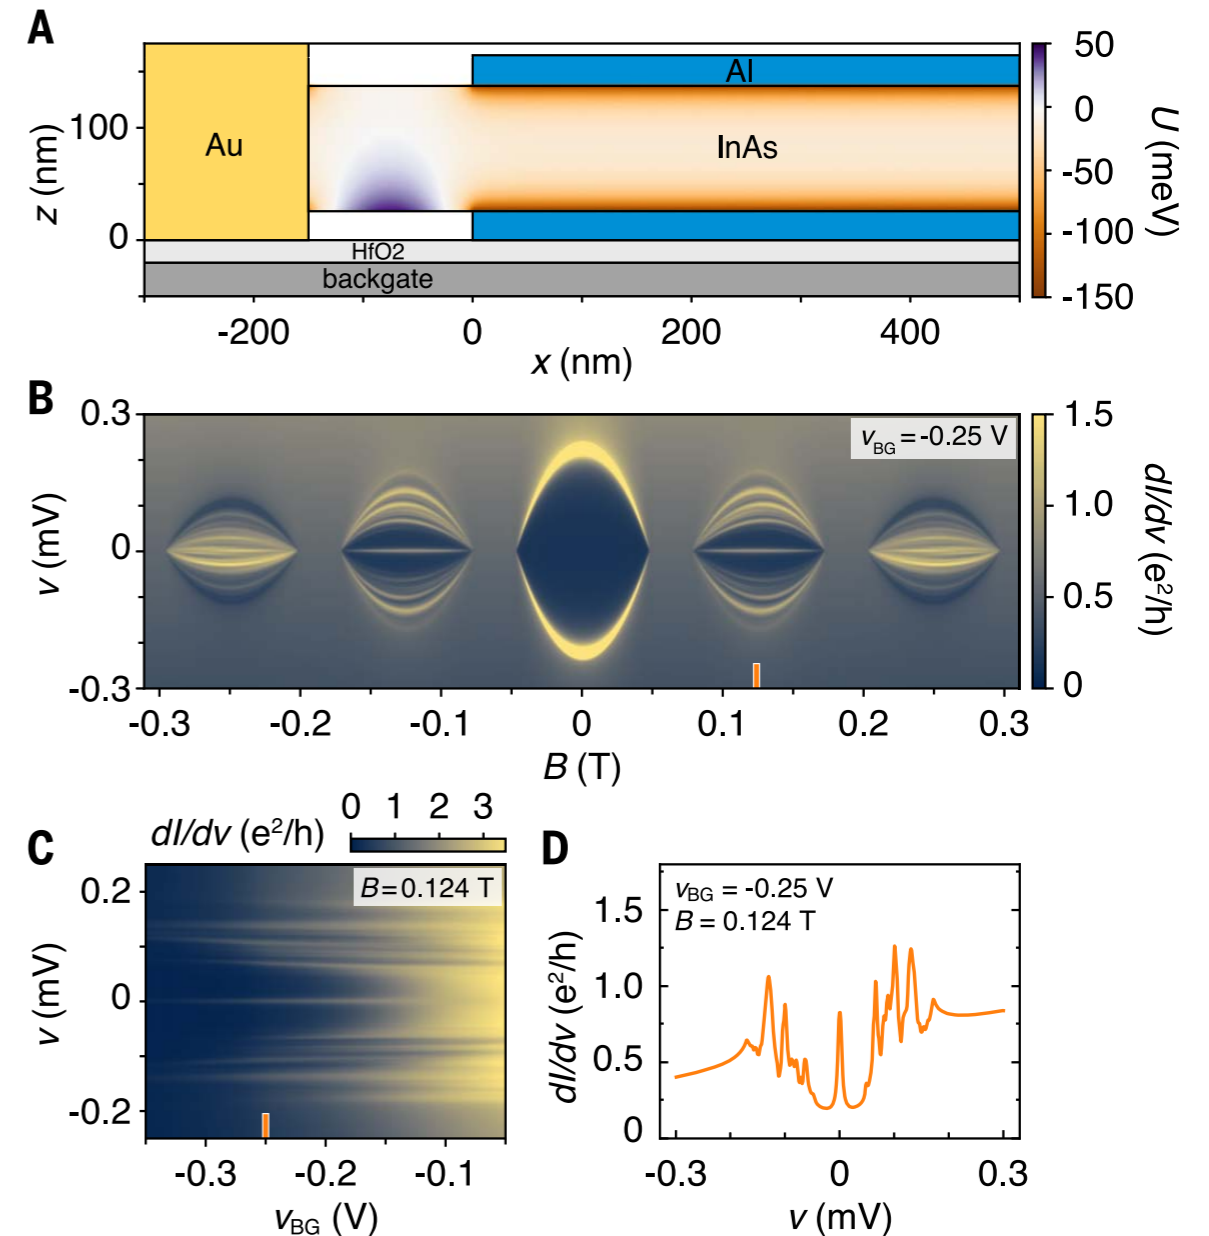 A
Al
Au
InAs
HfO2
backgate
100
0
z (nm)
-200 0 200 400
x (nm)
50
0
-50
-100
-150
U (meV)
B
0.3
0
-0.3
v (mV)
vBG = -0.25 V
-0.3 -0.2 -0.1 0 0.1 0.2 0.3
B (T)
1.5
1.0
0.5
0
dI/dv (e²/h)
C
dI/dv (e²/h)
0 1 2 3
B = 0.124 T
0.2
0
-0.2
v (mV)
-0.3 -0.2 -0.1
vBG (V)
D
vBG = -0.25 V
B = 0.124 T
1.5
1.0
0.5
0
dI/dv (e²/h)
-0.3 0 0.3
v (mV)